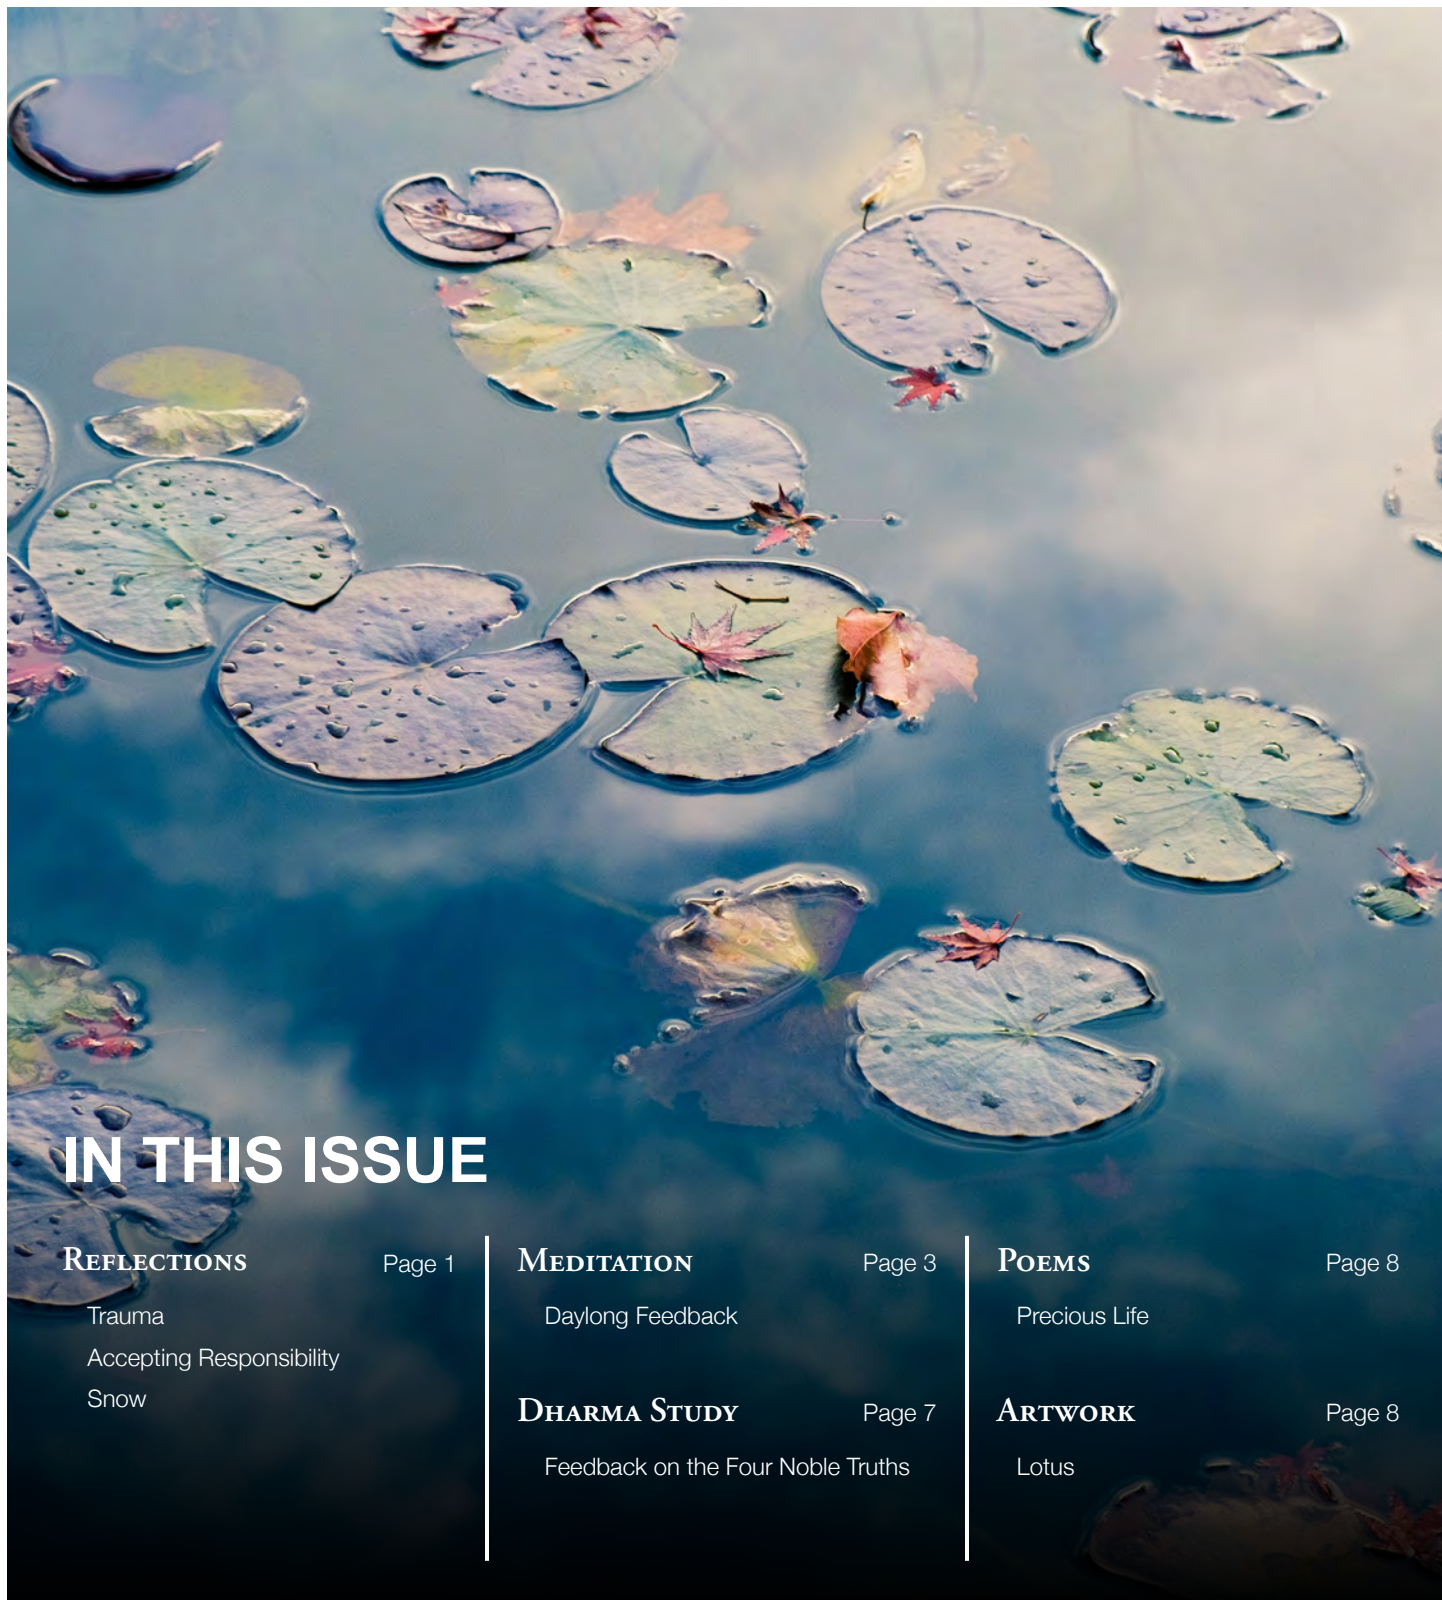 IN THIS ISSUE
Reflections Page 1
Trauma
Accepting Responsibility
Snow
Meditation Page 3
Daylong Feedback
Dharma Study Page 7
Feedback on the Four Noble Truths
Poems Page 8
Precious Life
Artwork Page 8
Lotus